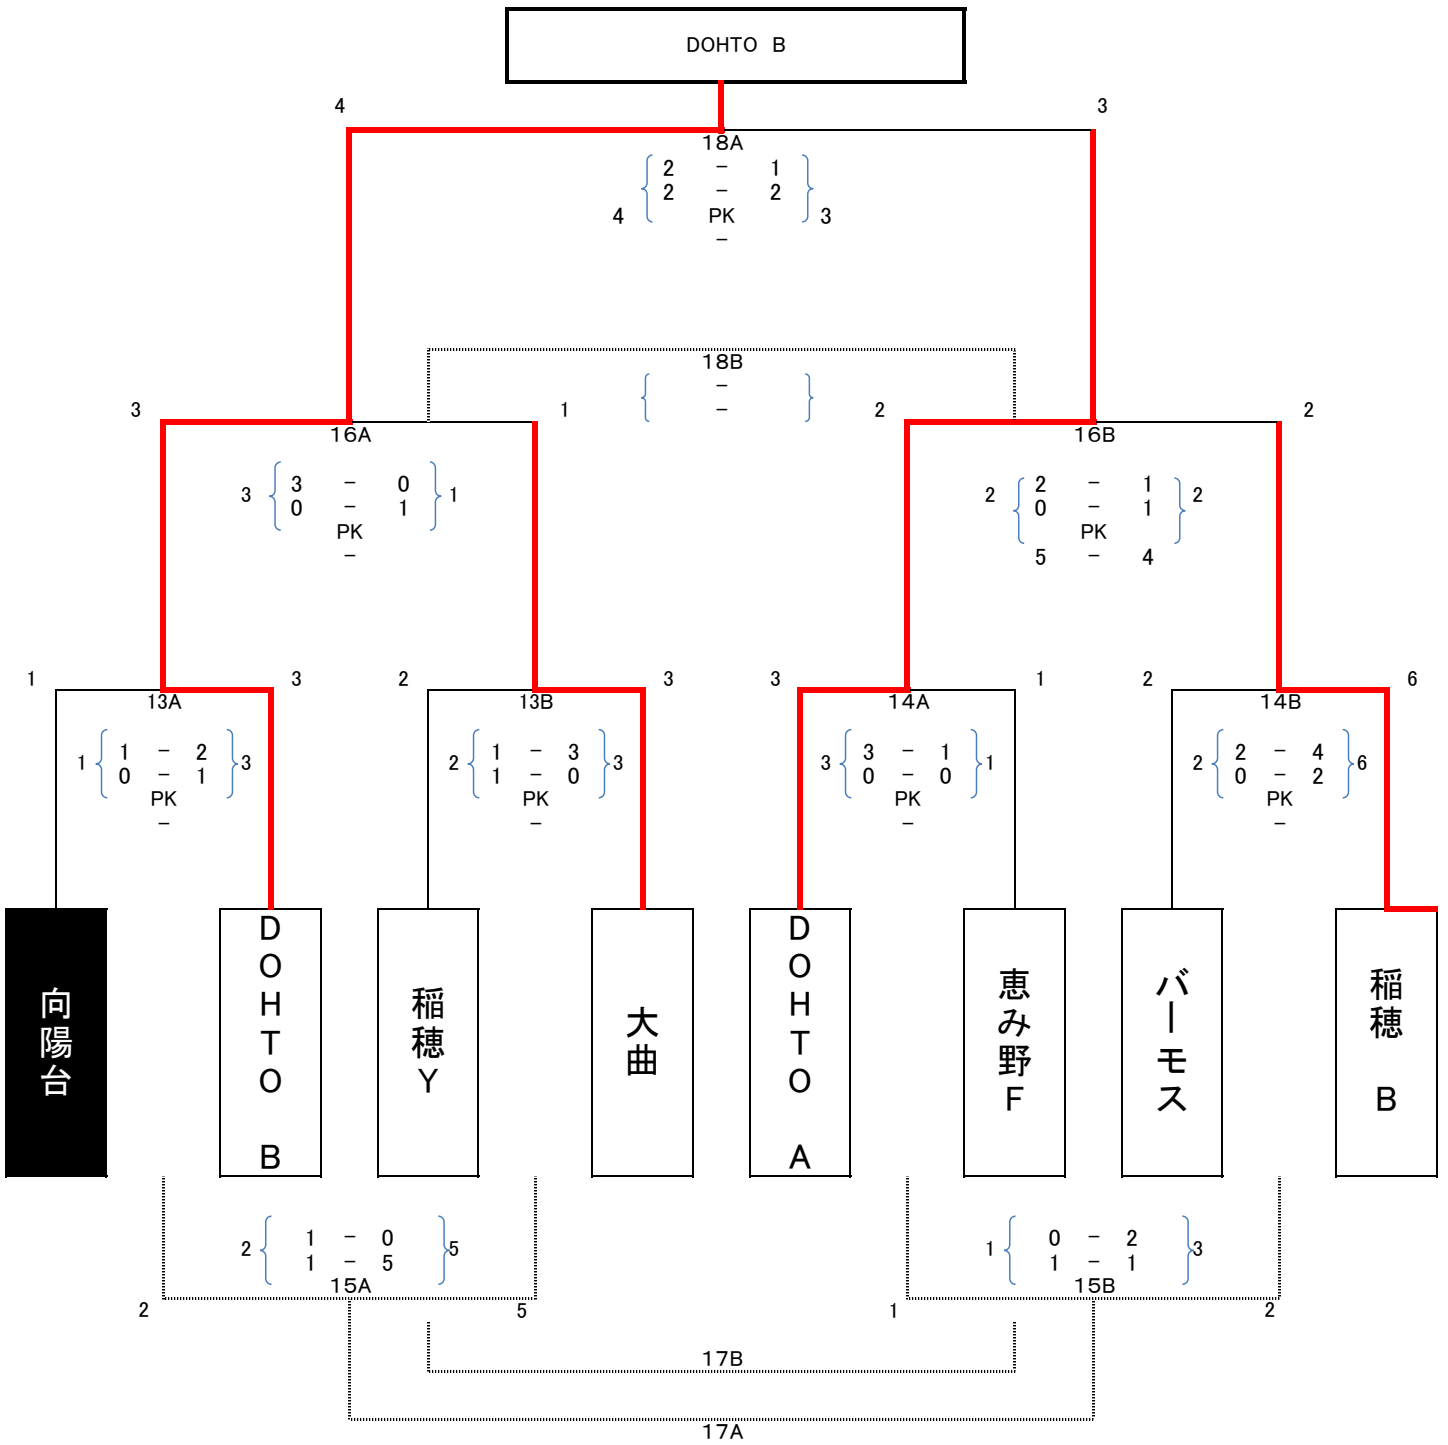 DOHTO B
4 3
18A
2 - 1
2 - 2
4 PK 3
-
18B
-
-
3 1 2 2
16A 16B
3 3 - 0 1
0 - 1
PK
-
2 2 - 1 2
0 - 1
PK
5 - 4
1 3 2 3 3 1 2 6
13A 13B 14A 14B
1 1 - 2 3
0 - 1
PK
-
2 1 - 3 3
1 - 0
PK
-
3 3 - 1 1
0 - 0
PK
-
2 2 - 4 6
0 - 2
PK
-
向陽台
DOHTO B
稲穂Y
大曲
DOHTO A
恵み野F
バーモス
稲穂 B
2 1 - 0 5
1 - 5
15A
2 5
1 0 - 2 3
1 - 1
15B
1 2
17B
17A